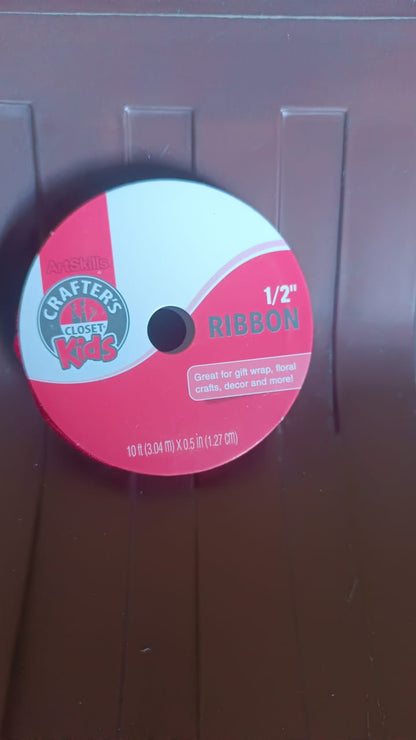 ArtSkills
CRAFTER'S
CLOSET
Kids
1/2"
RIBBON
Great for gift wrap, floral
crafts, decor and more!
10 ft (3.04 m) X 0.5 in (1.27 cm)